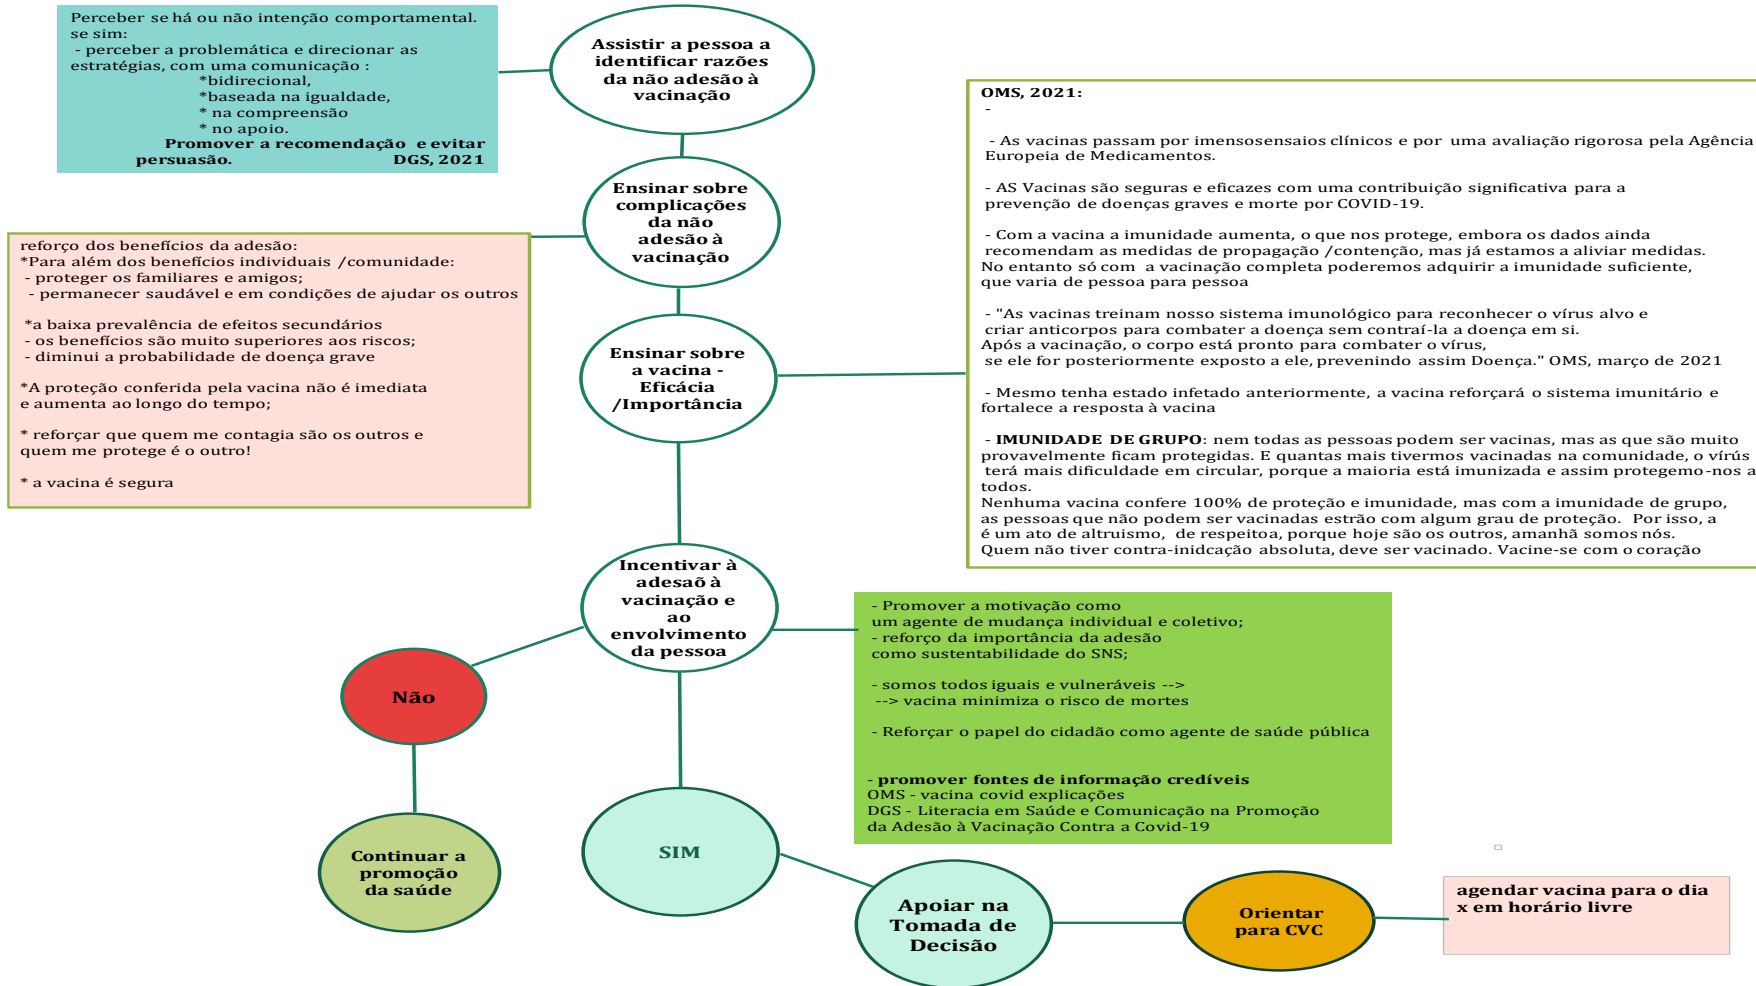 Perceber se há ou não intenção comportamental.
se sim:
- perceber a problemática e direcionar as
estratégias, com uma comunicação :
*bidirecional,
*baseada na igualdade,
* na compreensão
* no apoio.
Promover a recomendação e evitar
persuasão. DGS, 2021
Assistir a pessoa a
identificar razões
da não adesão à
vacinação
Ensinar sobre
complicações
da não
adesão à
vacinação
reforço dos benefícios da adesão:
*Para além dos benefícios individuais /comunidade:
- proteger os familiares e amigos;
- permanecer saudável e em condições de ajudar os outros
*a baixa prevalência de efeitos secundários
- os benefícios são muito superiores aos riscos;
- diminui a probabilidade de doença grave
*A proteção conferida pela vacina não é imediata
e aumenta ao longo do tempo;
* reforçar que quem me contagia são os outros e
quem me protege é o outro!
* a vacina é segura
Ensinar sobre
a vacina -
Eficácia
/Importância
OMS, 2021:
-
- As vacinas passam por imensosensaios clínicos e por uma avaliação rigorosa pela Agência
Europeia de Medicamentos.
- AS Vacinas são seguras e eficazes com uma contribuição significativa para a
prevenção de doenças graves e morte por COVID-19.
- Com a vacina a imunidade aumenta, o que nos protege, embora os dados ainda
recomendam as medidas de propagação /contenção, mas já estamos a aliviar medidas.
No entanto só com a vacinação completa poderemos adquirir a imunidade suficiente,
que varia de pessoa para pessoa
- "As vacinas treinam nosso sistema imunológico para reconhecer o vírus alvo e
criar anticorpos para combater a doença sem contraí-la a doença em si.
Após a vacinação, o corpo está pronto para combater o vírus,
se ele for posteriormente exposto a ele, prevenindo assim Doença." OMS, março de 2021
- Mesmo tenha estado infetado anteriormente, a vacina reforçará o sistema imunitário e
fortalece a resposta à vacina
- IMUNIDADE DE GRUPO: nem todas as pessoas podem ser vacinas, mas as que são muito
provavelmente ficam protegidas. E quantas mais tivermos vacinadas na comunidade, o vírús
terá mais dificuldade em circular, porque a maioria está imunizada e assim protegemo-nos a
todos.
Nenhuma vacina confere 100% de proteção e imunidade, mas com a imunidade de grupo,
as pessoas que não podem ser vacinadas estrão com algum grau de proteção. Por isso, a
é um ato de altruismo, de respeitoa, porque hoje são os outros, amanhã somos nós.
Quem não tiver contra-inidcação absoluta, deve ser vacinado. Vacine-se com o coração
Incentivar à
adesaõ à
vacinação e
ao
envolvimento
da pessoa
- Promover a motivação como
um agente de mudança individual e coletivo;
- reforço da importância da adesão
como sustentabilidade do SNS;
- somos todos iguais e vulneráveis -->
--> vacina minimiza o risco de mortes
- Reforçar o papel do cidadão como agente de saúde pública
- promover fontes de informação credíveis
OMS - vacina covid explicações
DGS - Literacia em Saúde e Comunicação na Promoção
da Adesão à Vacinação Contra a Covid-19
Não
Continuar a
promoção
da saúde
SIM
Apoiar na
Tomada de
Decisão
Orientar
para CVC
agendar vacina para o dia
x em horário livre